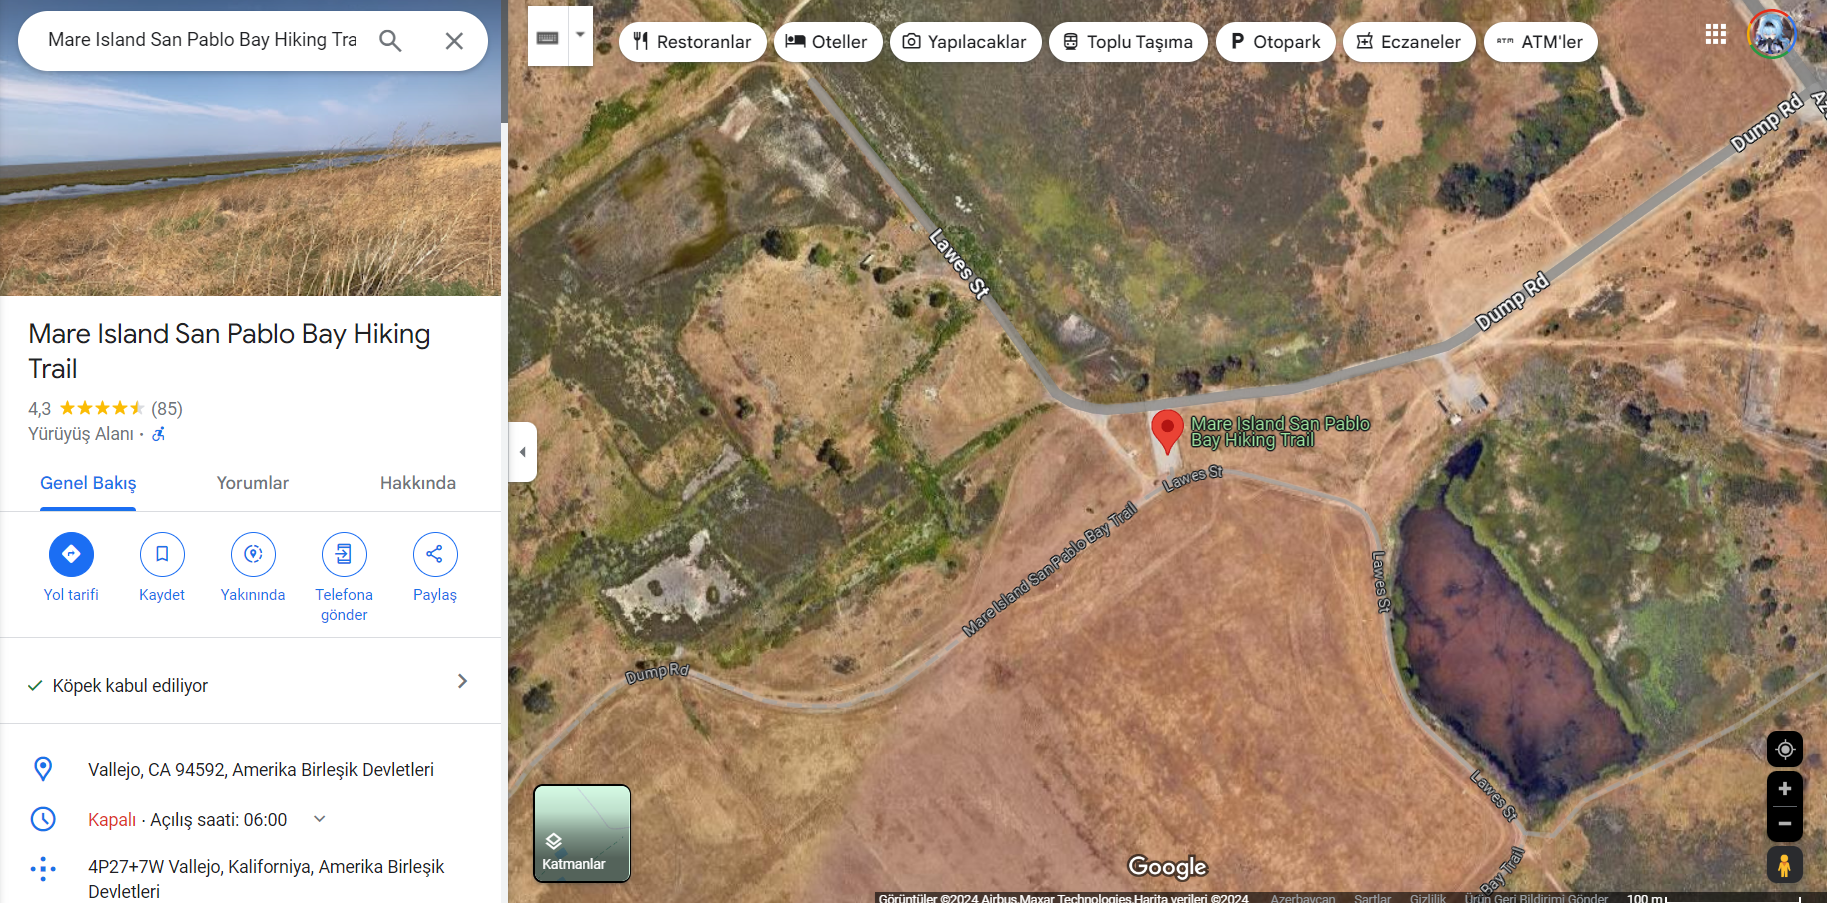 Mare Island San Pablo Bay Hiking Tra
Restoranlar
Oteller
Yapılacaklar
Toplu Taşıma
Otopark
Eczaneler
ATM'ler
Mare Island San Pablo Bay Hiking
Trail
4,3 (85)
Yürüyüş Alanı ·
Genel Bakış
Yorumlar
Hakkında
Yol tarifi
Kaydet
Yakınında
Telefona
gönder
Paylaş
Köpek kabul ediliyor
Vallejo, CA 94592, Amerika Birleşik Devletleri
Kapalı · Açılış saati: 06:00
4P27+7W Vallejo, Kaliforniya, Amerika Birleşik
Devletleri
Dump Rd
Lawes St
Dump Rd
Mare Island San Pablo
Bay Hiking Trail
Lawes St
Mare Island San Pablo Bay Trail
Lawes St
Dump Rd
Lawes St
Bay Trail
Katmanlar
Google
Görüntüler ©2024 Airbus,Maxar Technologies,Harita verileri ©2024
Azerbaycan
Şartlar
Gizlilik
Ürün Geri Bildirimi Gönder
100 m